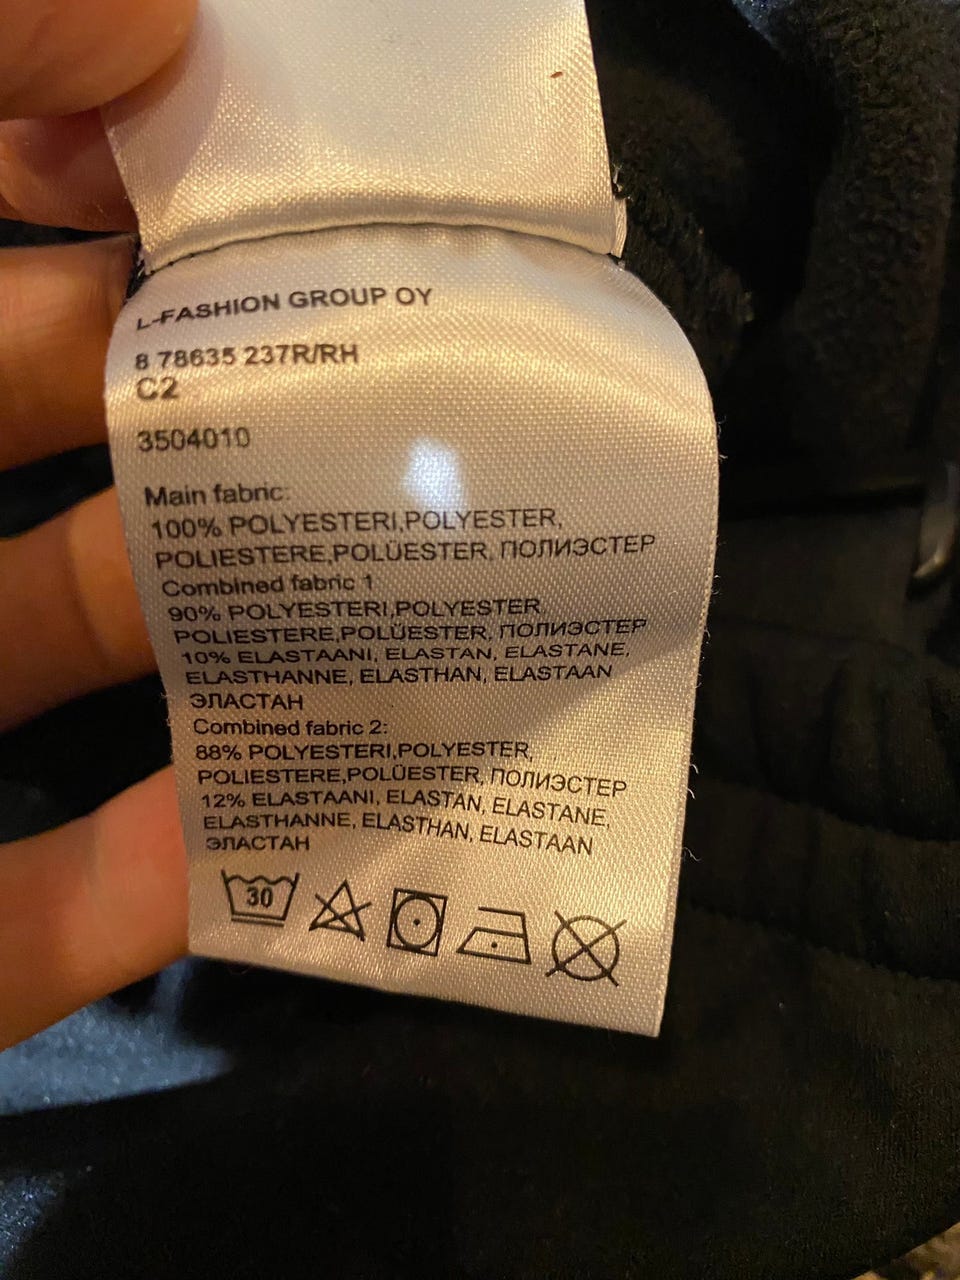 L-FASHION GROUP OY
8 78635 237R/RH
C2
3504010
Main fabric:
100% POLYESTERI,POLYESTER,
POLIESTERE,POLÜESTER, ПОЛИЭСТЕР
Combined fabric 1
90% POLYESTERI,POLYESTER,
POLIESTERE,POLÜESTER, ПОЛИЭСТЕР
10% ELASTAANI, ELASTAN, ELASTANE,
ELASTHANNE, ELASTHAN, ELASTAAN
ЭЛАСТАН
Combined fabric 2:
88% POLYESTERI,POLYESTER,
POLIESTERE,POLÜESTER, ПОЛИЭСТЕР
12% ELASTAANI, ELASTAN, ELASTANE,
ELASTHANNE, ELASTHAN, ELASTAAN
ЭЛАСТАН
30